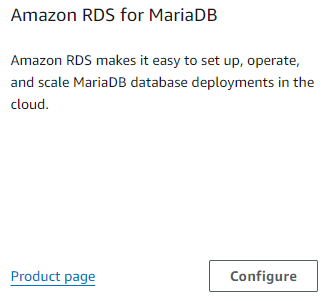 Amazon RDS for MariaDB
Amazon RDS makes it easy to set up, operate,
and scale MariaDB database deployments in the
cloud.
Product page
Configure